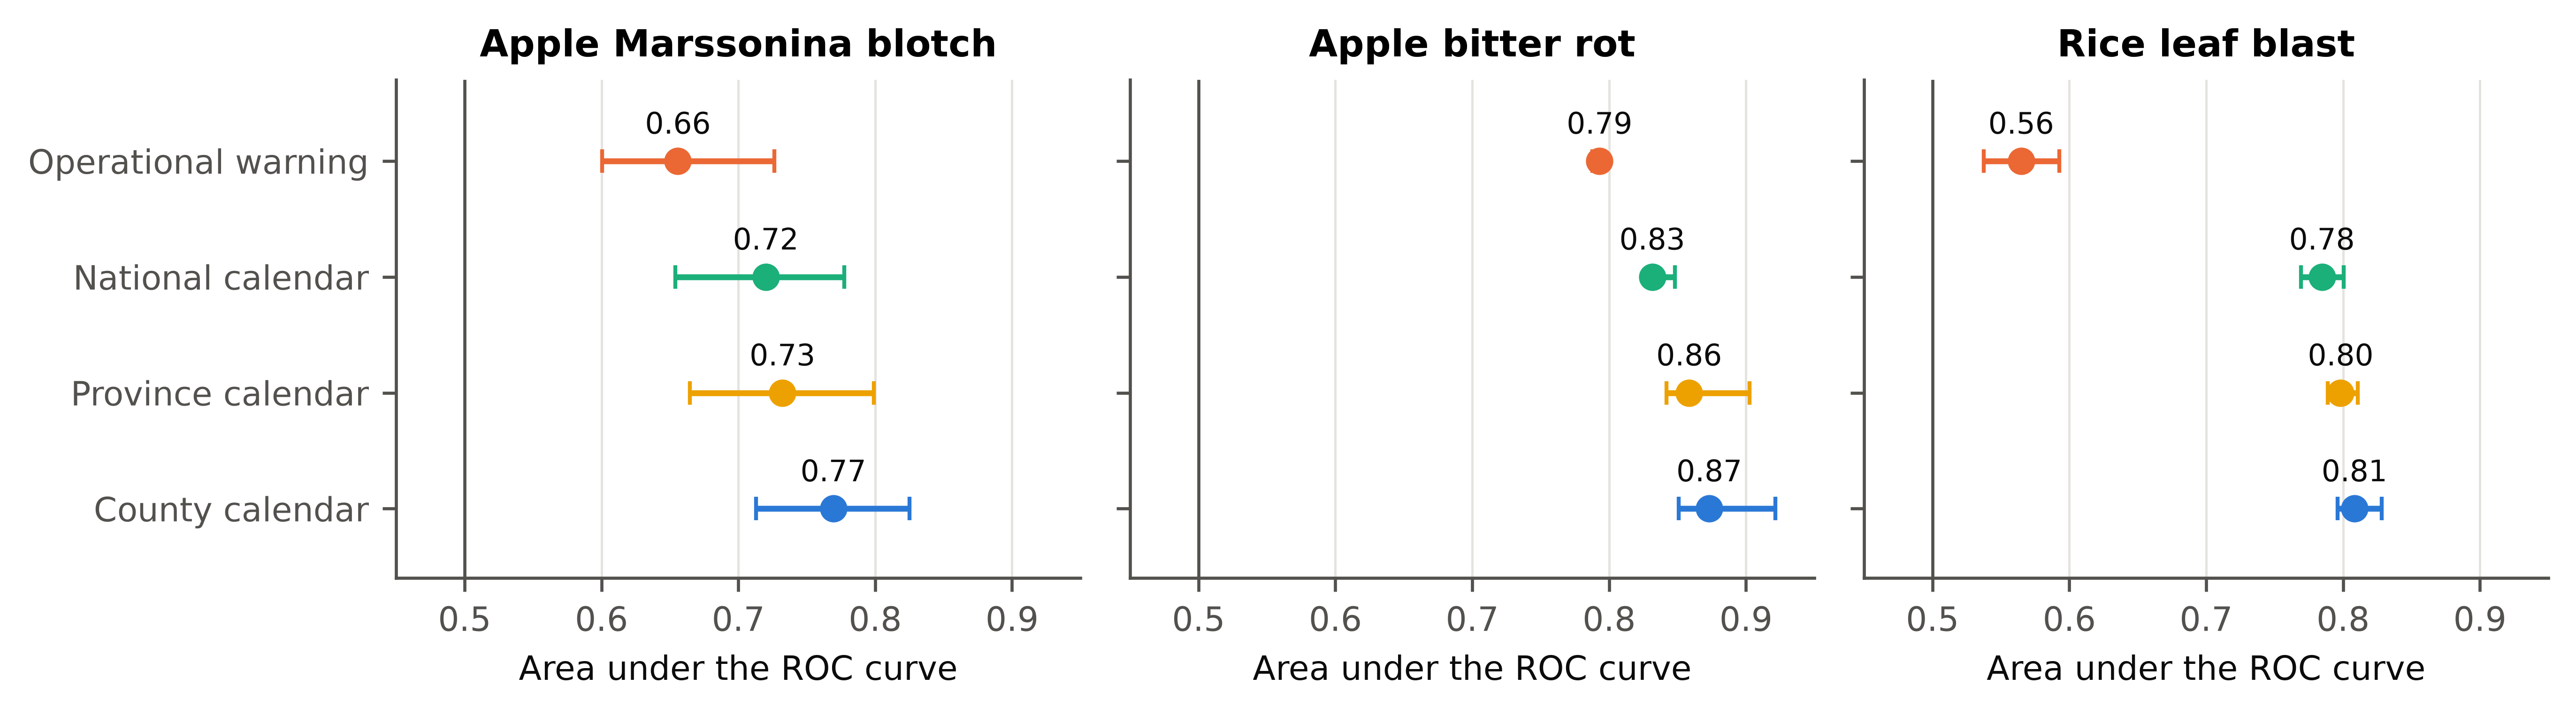 Apple Marssonina blotch
Apple bitter rot
Rice leaf blast
Operational warning
National calendar
Province calendar
County calendar
0.66
0.72
0.73
0.77
0.79
0.83
0.86
0.87
0.56
0.78
0.80
0.81
0.5 0.6 0.7 0.8 0.9
0.5 0.6 0.7 0.8 0.9
0.5 0.6 0.7 0.8 0.9
Area under the ROC curve
Area under the ROC curve
Area under the ROC curve